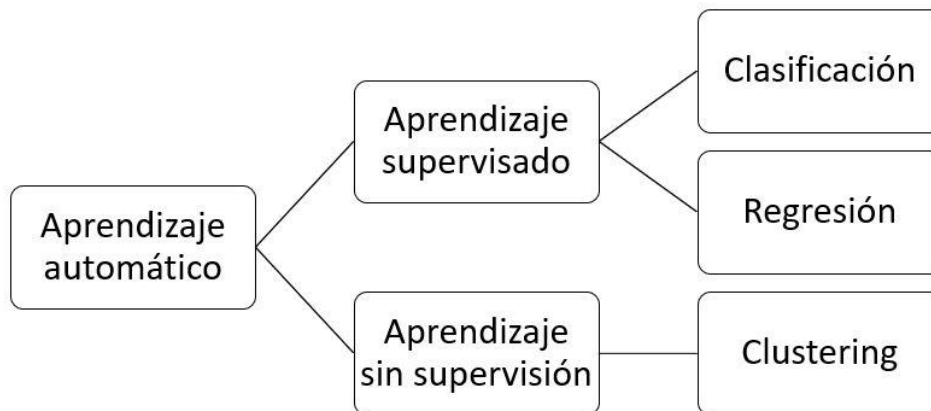 Aprendizaje
automático
Aprendizaje
supervisado
Clasificación
Regresión
Aprendizaje
sin supervisión
Clustering